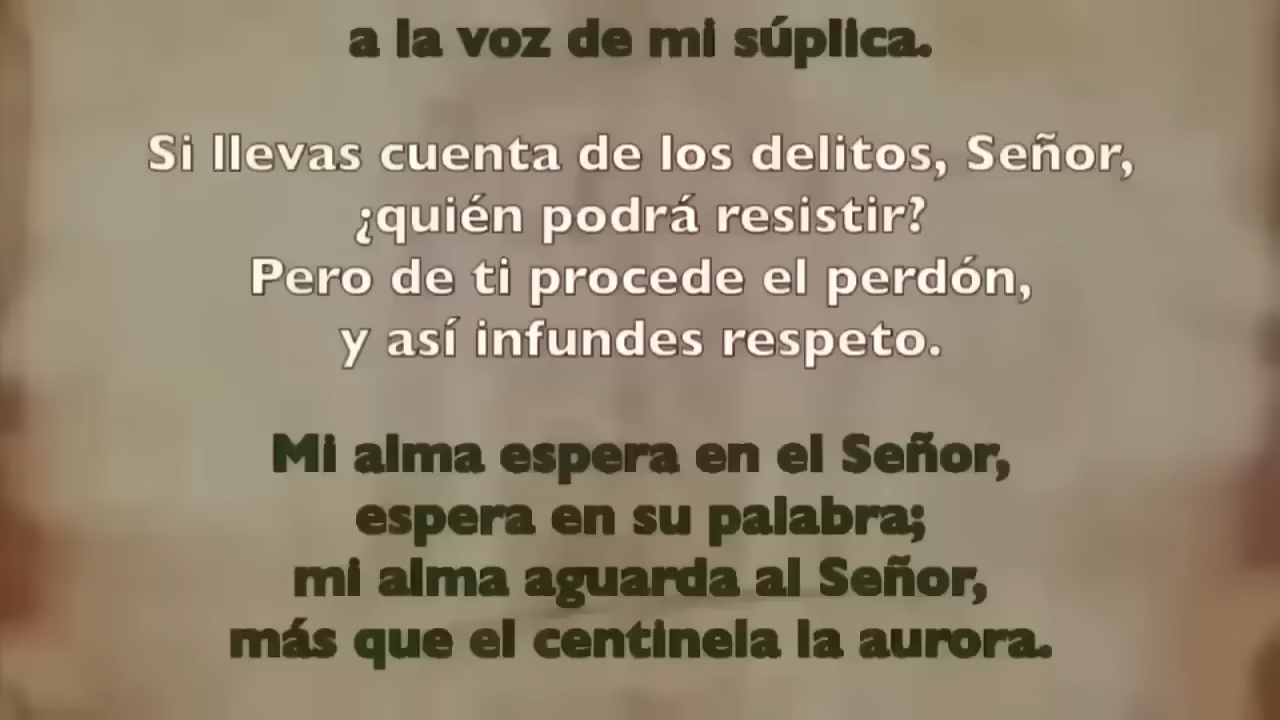 a la voz de mi súplica.
Si llevas cuenta de los delitos, Señor,
¿quién podrá resistir?
Pero de ti procede el perdón,
y así infundes respeto.
Mi alma espera en el Señor,
espera en su palabra;
mi alma aguarda al Señor,
más que el centinela la aurora.